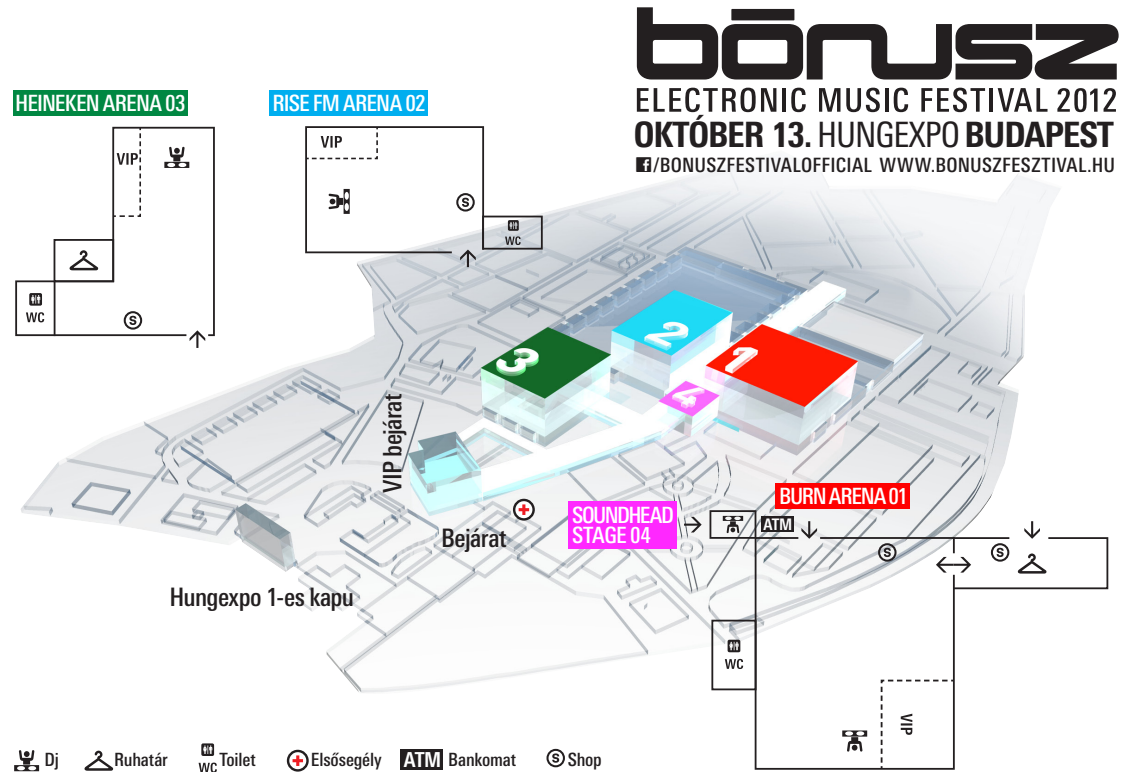 bōnusz
ELECTRONIC MUSIC FESTIVAL 2012
OKTÓBER 13. HUNGEXPO BUDAPEST
/BONUSZFESTIVALOFFICIAL WWW.BONUSZFESZTIVAL.HU
HEINEKEN ARENA 03
VIP
WC
S
RISE FM ARENA 02
VIP
S
WC
3
2
1
4
VIP bejárat
Bejárat
Hungexpo 1-es kapu
SOUNDHEAD
STAGE 04
BURN ARENA 01
ATM
S
S
WC
VIP
Dj
Ruhatár
WC Toilet
Elsősegély
ATM Bankomat
S Shop